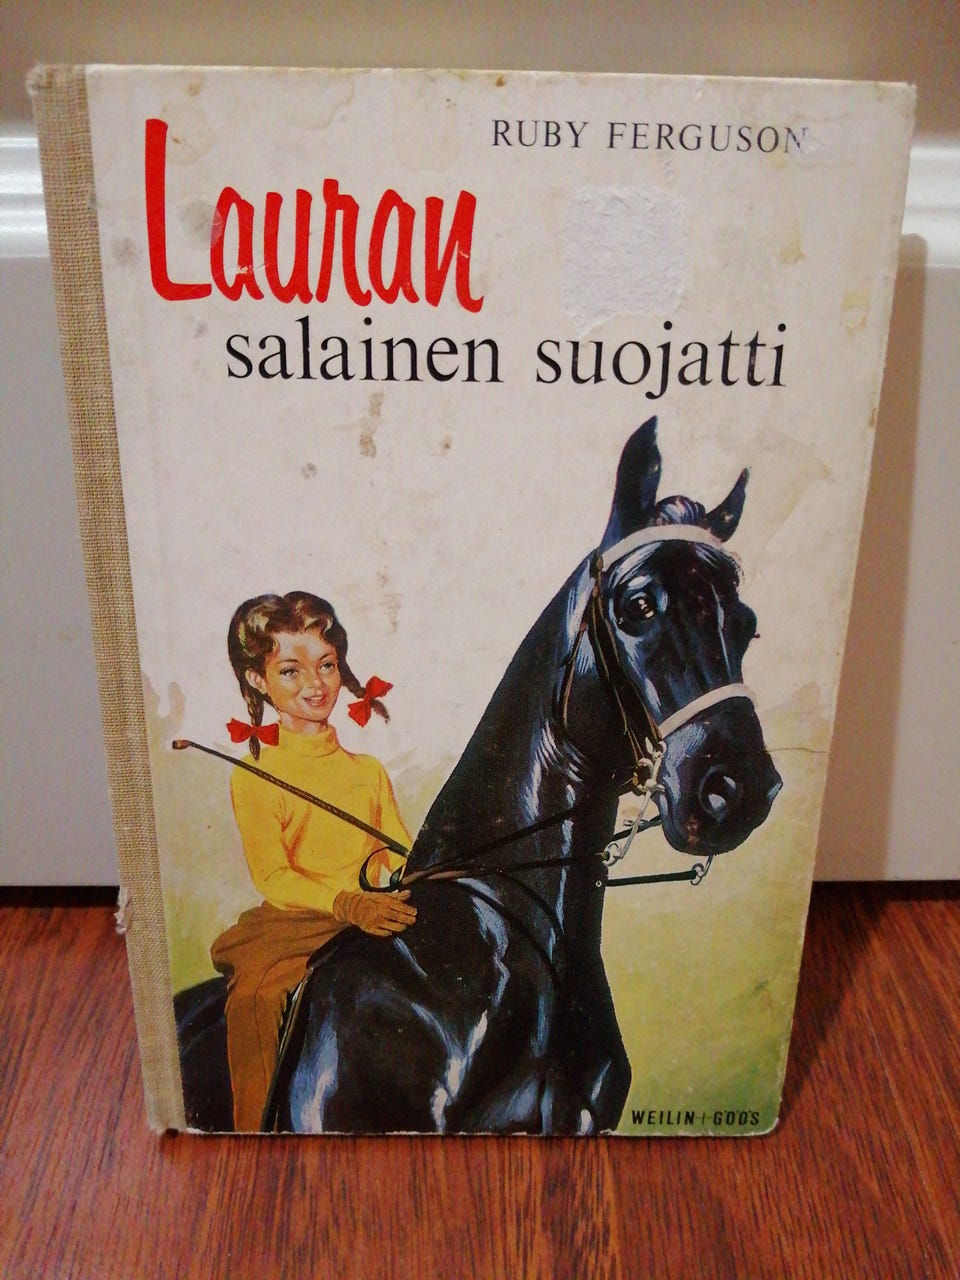 RUBY FERGUSON
Lauran
salainen suojatti
WEILIN+GÖÖS